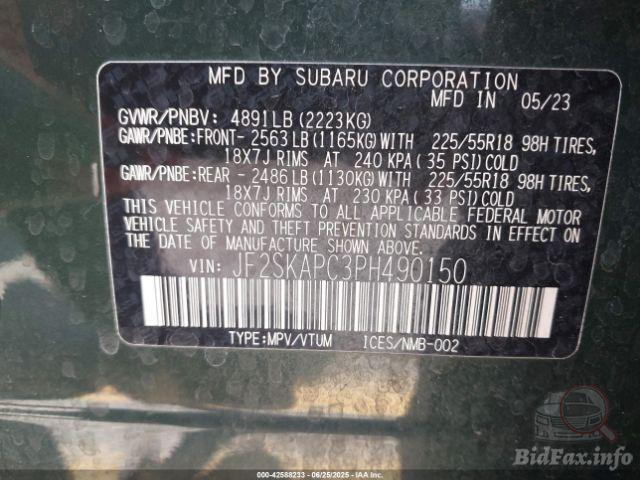 MFD BY SUBARU CORPORATION
MFD IN 05/23
GVWR/PNBV: 4891LB(2223KG)
GAWR/PNBE:FRONT- 2563LB(1165KG)WITH 225/55R18 98H TIRES,
18X7J RIMS AT 240 KPA(35 PSI)COLD
GAWR/PNBE:REAR - 2486LB(1130KG)WITH 225/55R18 98H TIRES,
18X7J RIMS AT 230 KPA(33 PSI)COLD
THIS VEHICLE CONFORMS TO ALL APPLICABLE FEDERAL MOTOR
VEHICLE SAFETY AND THEFT PREVENTION STANDARDS IN EFFECT
ON THE DATE OF MANUFACTURE SHOWN ABOVE.
VIN: JF2SKAPC3PH490150
TYPE:MPV/VTUM ICES/NMB-002
BidFax.info
000-42588233 - 06/25/2025 - IAA Inc.